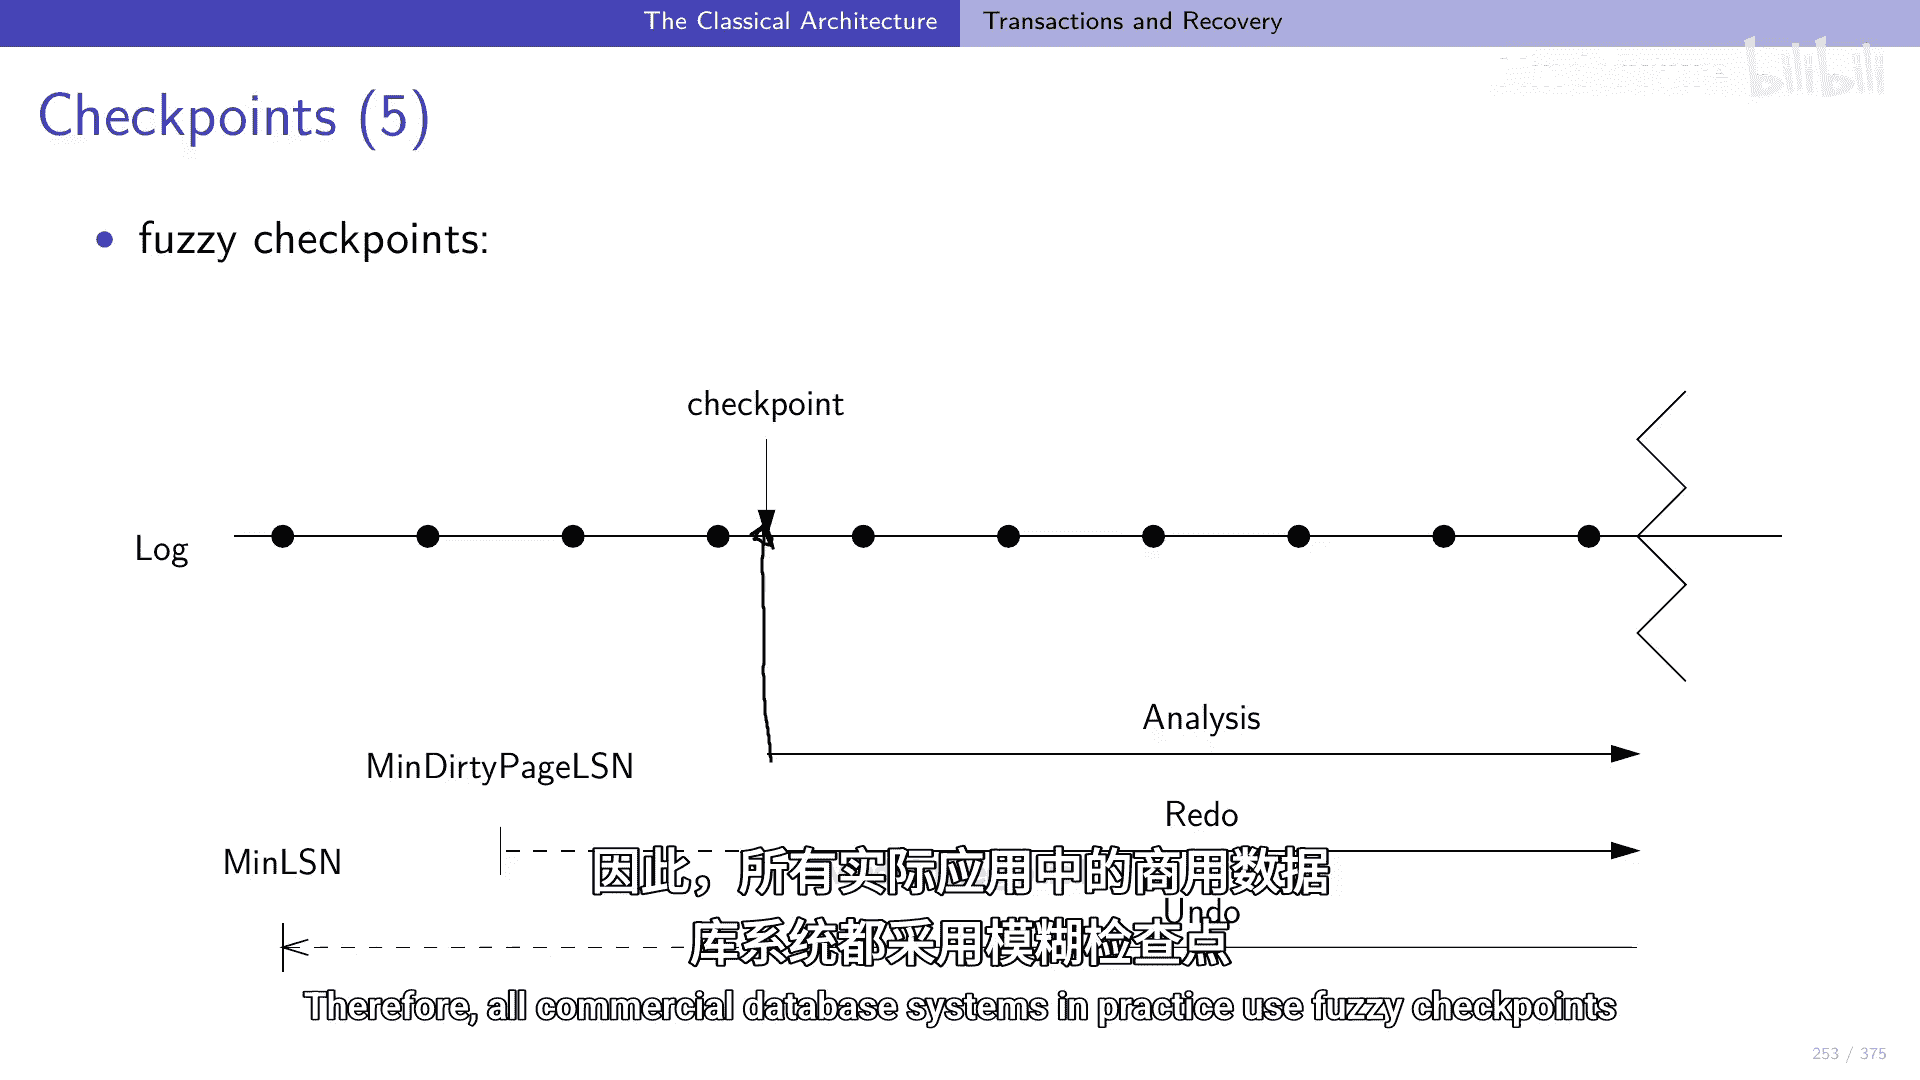 The Classical Architecture Transactions and Recovery
bilibili
Checkpoints (5)
fuzzy checkpoints:
checkpoint
Log
Analysis
MinDirtyPageLSN
Redo
MinLSN
Undo
因此，所有实际应用中的商用数据
库系统都采用模糊检查点
Therefore, all commercial database systems in practice use fuzzy checkpoints
253 / 375